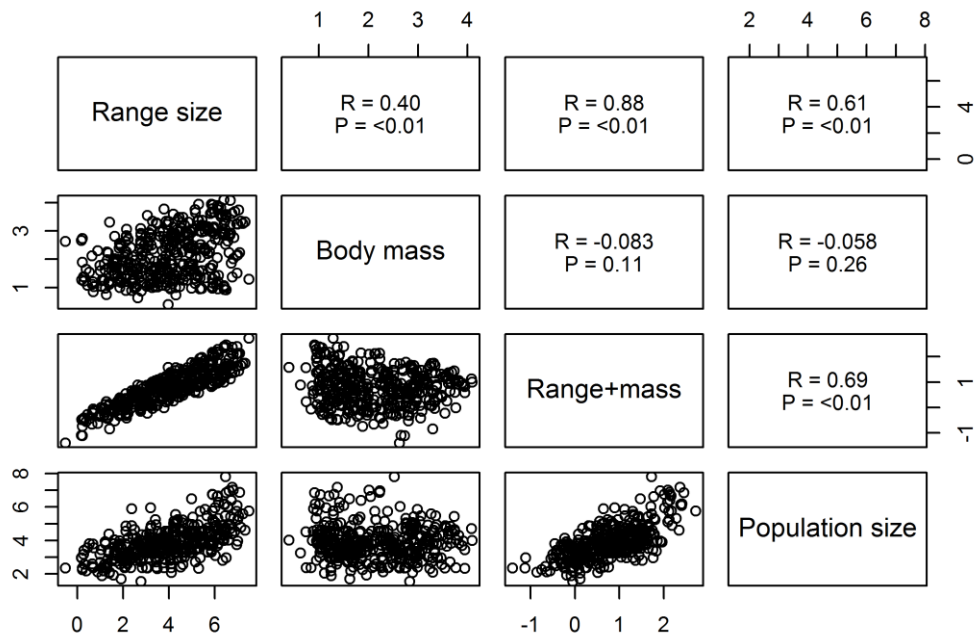 1 2 3 4
2 4 6 8
Range size
R = 0.40
P = <0.01
R = 0.88
P = <0.01
R = 0.61
P = <0.01
0 4
1 3
Body mass
R = -0.083
P = 0.11
R = -0.058
P = 0.26
Range+mass
R = 0.69
P = <0.01
-1 1
2 4 6 8
Population size
0 2 4 6
-1 0 1 2